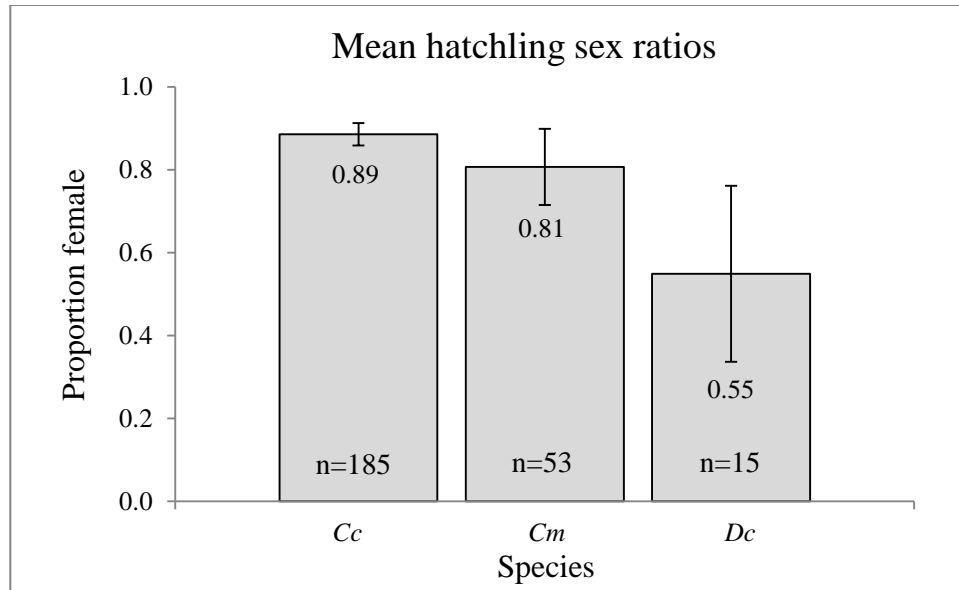 Mean hatchling sex ratios
1.0
0.8
0.6
0.4
0.2
0.0
Proportion female
0.89
0.81
0.55
n=185
n=53
n=15
Cc
Cm
Dc
Species